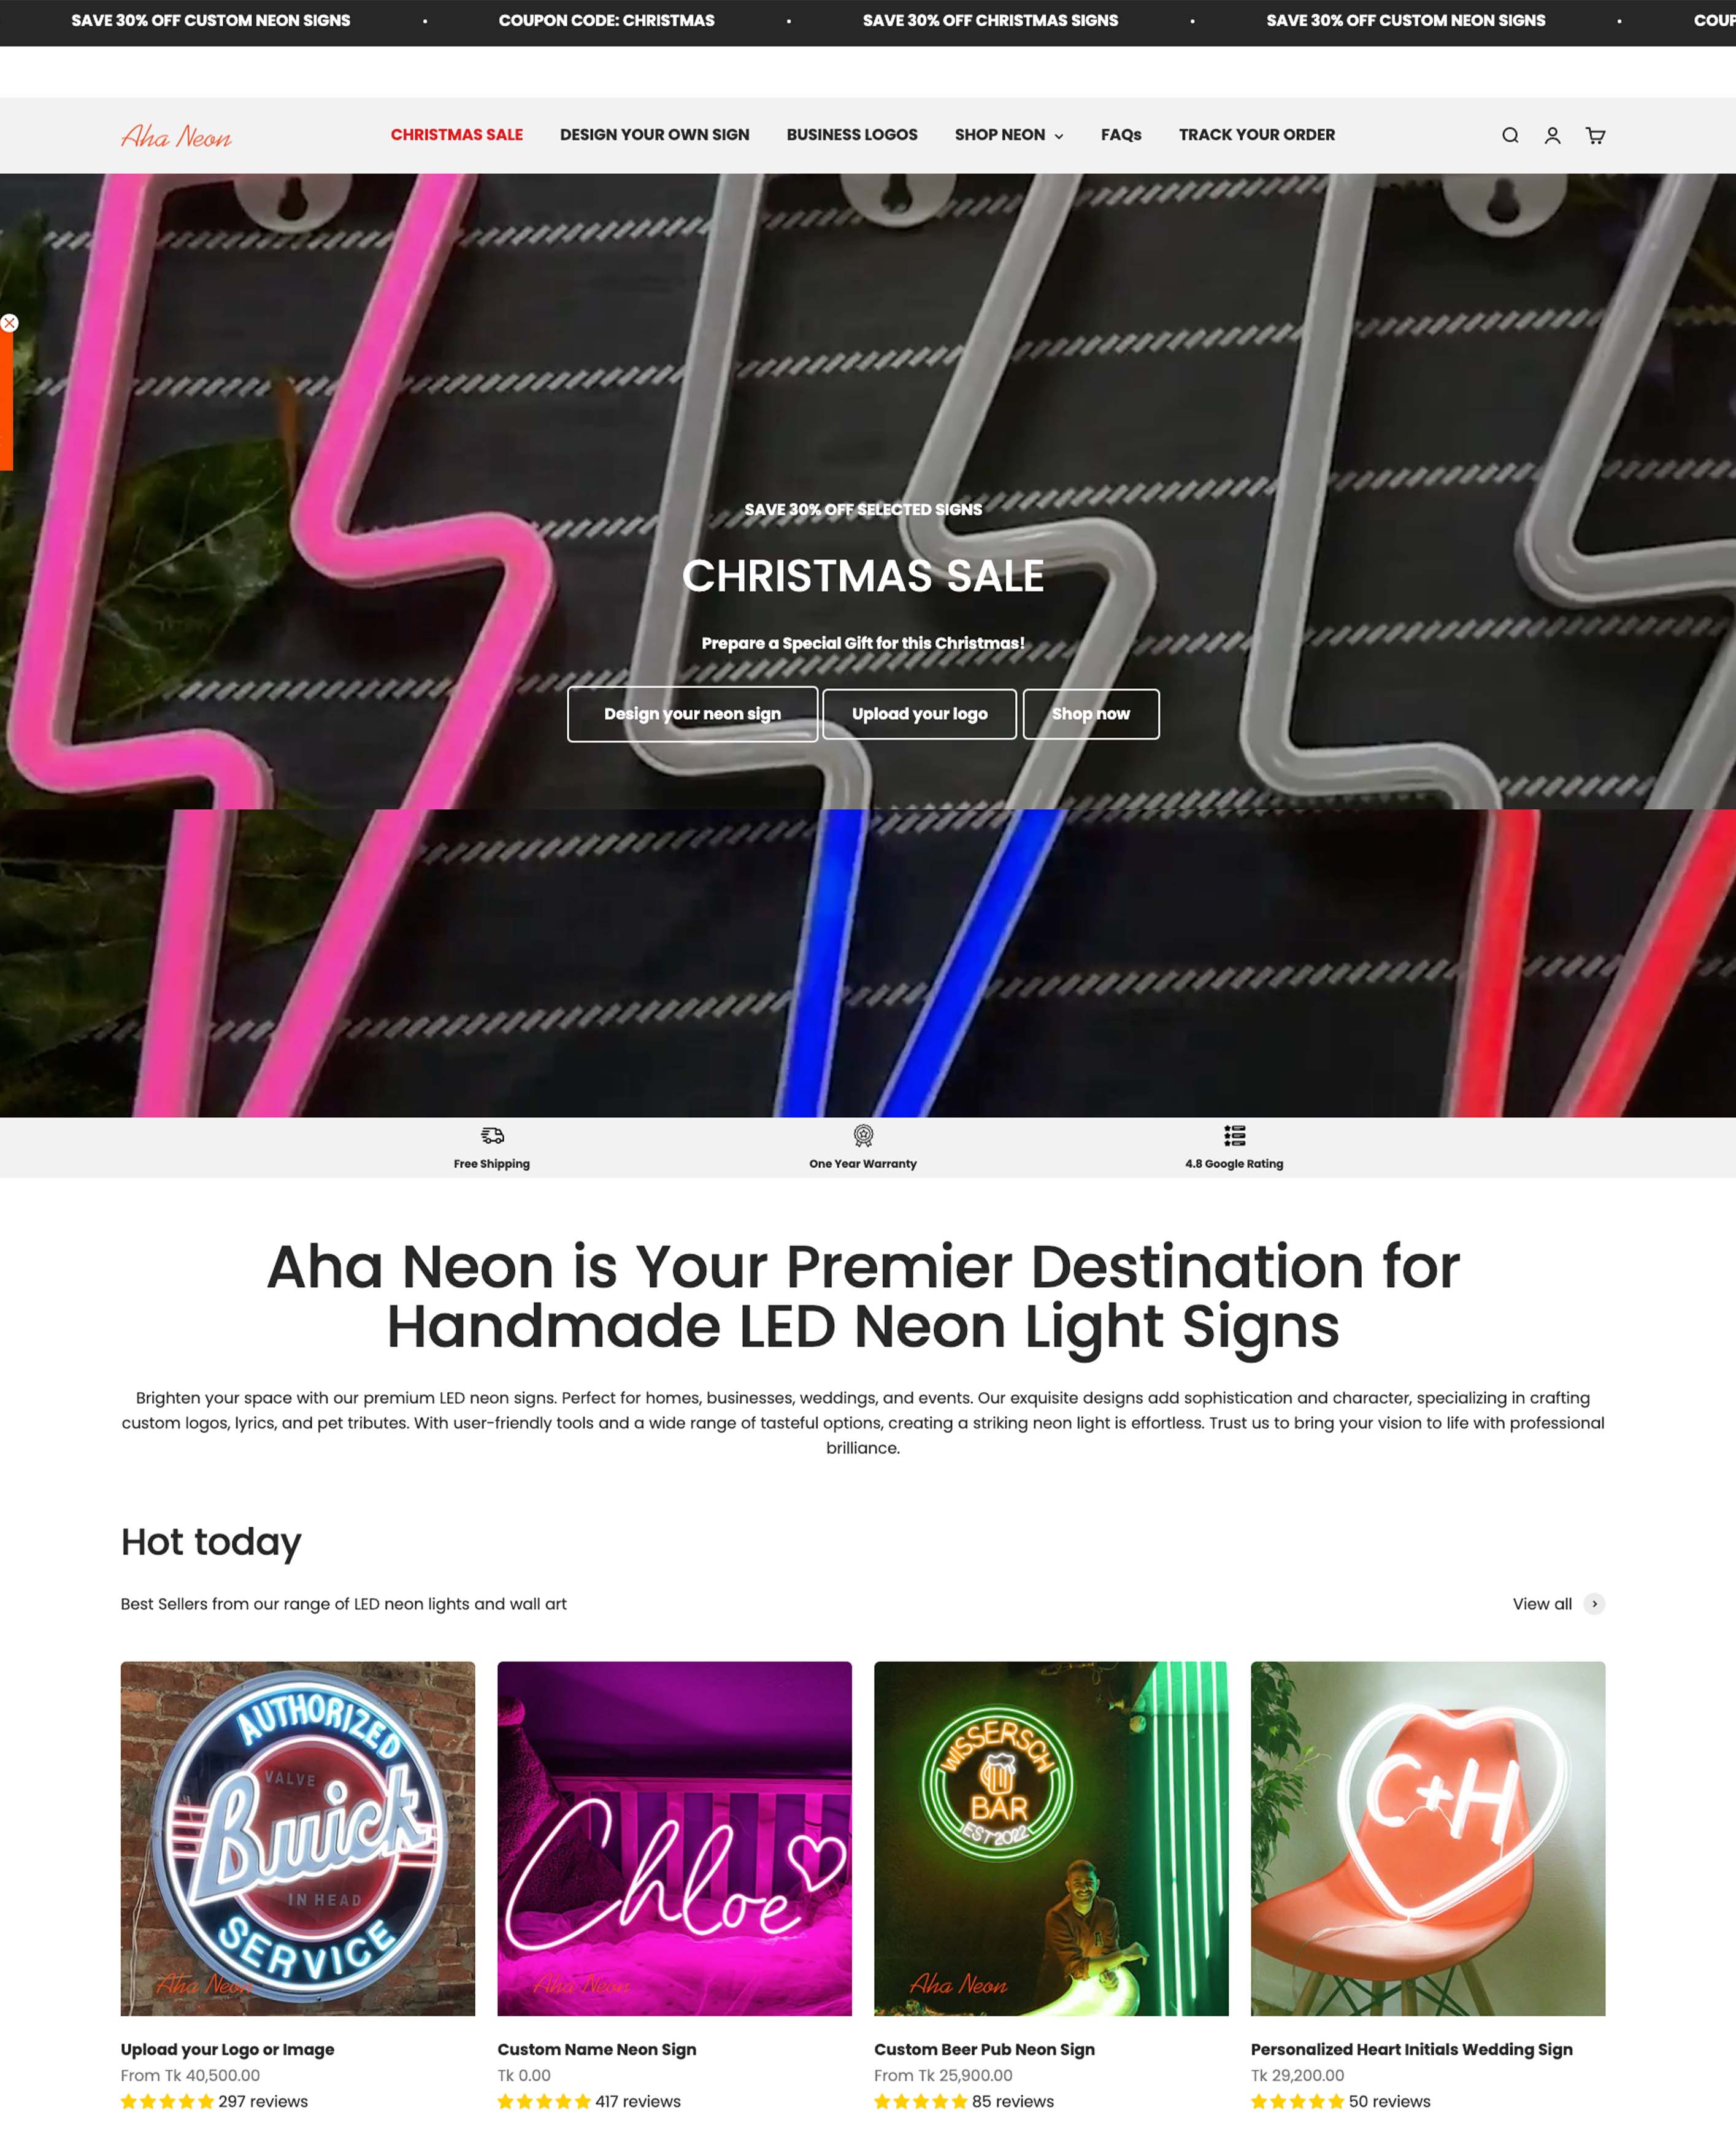 SAVE 30% OFF CUSTOM NEON SIGNS • COUPON CODE: CHRISTMAS • SAVE 30% OFF CHRISTMAS SIGNS • SAVE 30% OFF CUSTOM NEON SIGNS •
Aha Neon CHRISTMAS SALE DESIGN YOUR OWN SIGN BUSINESS LOGOS SHOP NEON FAQs TRACK YOUR ORDER
SAVE 30% OFF SELECTED SIGNS
CHRISTMAS SALE
Prepare a Special Gift for this Christmas!
Design your neon sign Upload your logo Shop now
Free Shipping One Year Warranty 4.8 Google Rating
Aha Neon is Your Premier Destination for
Handmade LED Neon Light Signs
Brighten your space with our premium LED neon signs. Perfect for homes, businesses, weddings, and events. Our exquisite designs add sophistication and character, specializing in crafting
custom logos, lyrics, and pet tributes. With user-friendly tools and a wide range of tasteful options, creating a striking neon light is effortless. Trust us to bring your vision to life with professional
brilliance.
Hot today
Best Sellers from our range of LED neon lights and wall art View all
AUTHORIZED
VALVE
Buick
IN HEAD
SERVICE
Aha Neon
Chloe
Aha Neon
WISSERSCH
BAR
EST 2022
Aha Neon
C+H
Upload your Logo or Image
From Tk 40,500.00
297 reviews
Custom Name Neon Sign
Tk 0.00
417 reviews
Custom Beer Pub Neon Sign
From Tk 25,900.00
85 reviews
Personalized Heart Initials Wedding Sign
Tk 29,200.00
50 reviews